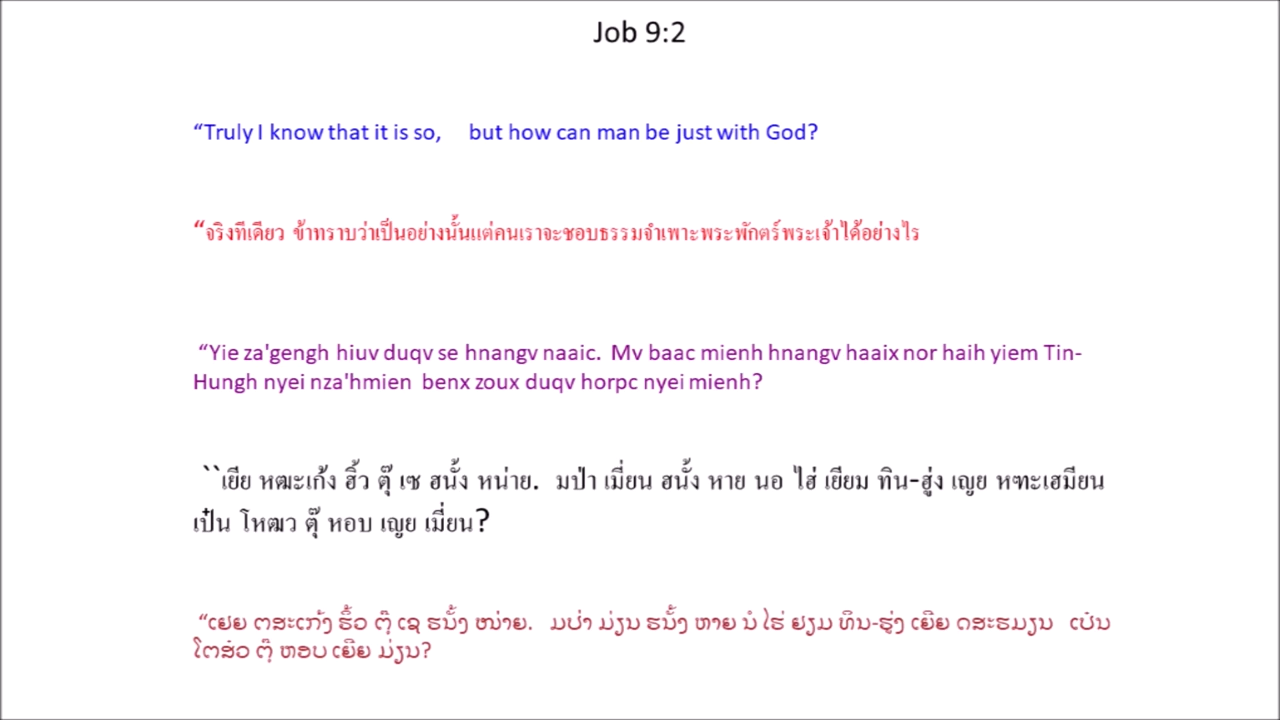 Job 9:2
“Truly I know that it is so, but how can man be just with God?
“จริงทีเดียว ข้าทราบว่าเป็นอย่างนั้นแต่คนเราจะชอบธรรมจำเพาะพระพักตร์พระเจ้าได้อย่างไร
“Yie za'gengh hiuv duqv se hnangv naaic. Mv baac mienh hnangv haaix nor haih yiem Tin-
Hungh nyei nza'hmien benx zoux duqv horpc nyei mienh?
``เยีย หฒะเก้ง ฮิ้ว ตุ๊ เซ ฮนั้ง หน่าย. มป่า เมี่ยน ฮนั้ง หาย นอ ไฮ่ เยียม ทิน-ฮู่ง เญย หฑะเฮมียน
เป๋น โหฒว ตุ๊ หอบ เญย เมี่ยน?
“ເຢຍ ຕສະເກ້ງ ຮິ້ວ ຕຸ໊ ເຊ ຮນັ້ງ ໜ່າຍ. ມປ່າ ມ່ຽນ ຮນັ້ງ ຫາຍ ນໍ ໄຮ່ ຢຽມ ທິນ-ຮູ່ງ ເຍີຍ ດສະຮມຽນ ເປ໋ນ
ໂຕສ໋ວ ຕຸ໊ ຫອບ ເຍີຍ ມ່ຽນ?